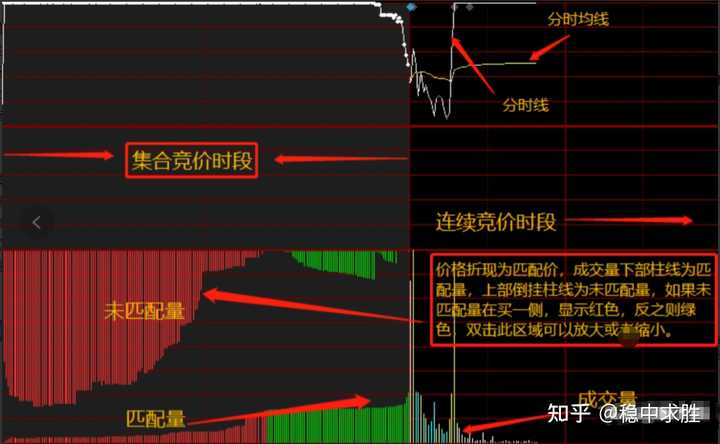 分时均线
分时线
集合竞价时段
连续竞价时段
价格折现为匹配价，成交量下部柱线为匹
配量，上部倒挂柱线为未匹配量，如果未
匹配量在买一侧，显示红色，反之则绿
色，双击此区域可以放大或者缩小。
未匹配量
匹配量
成交量
知乎 @稳中求胜